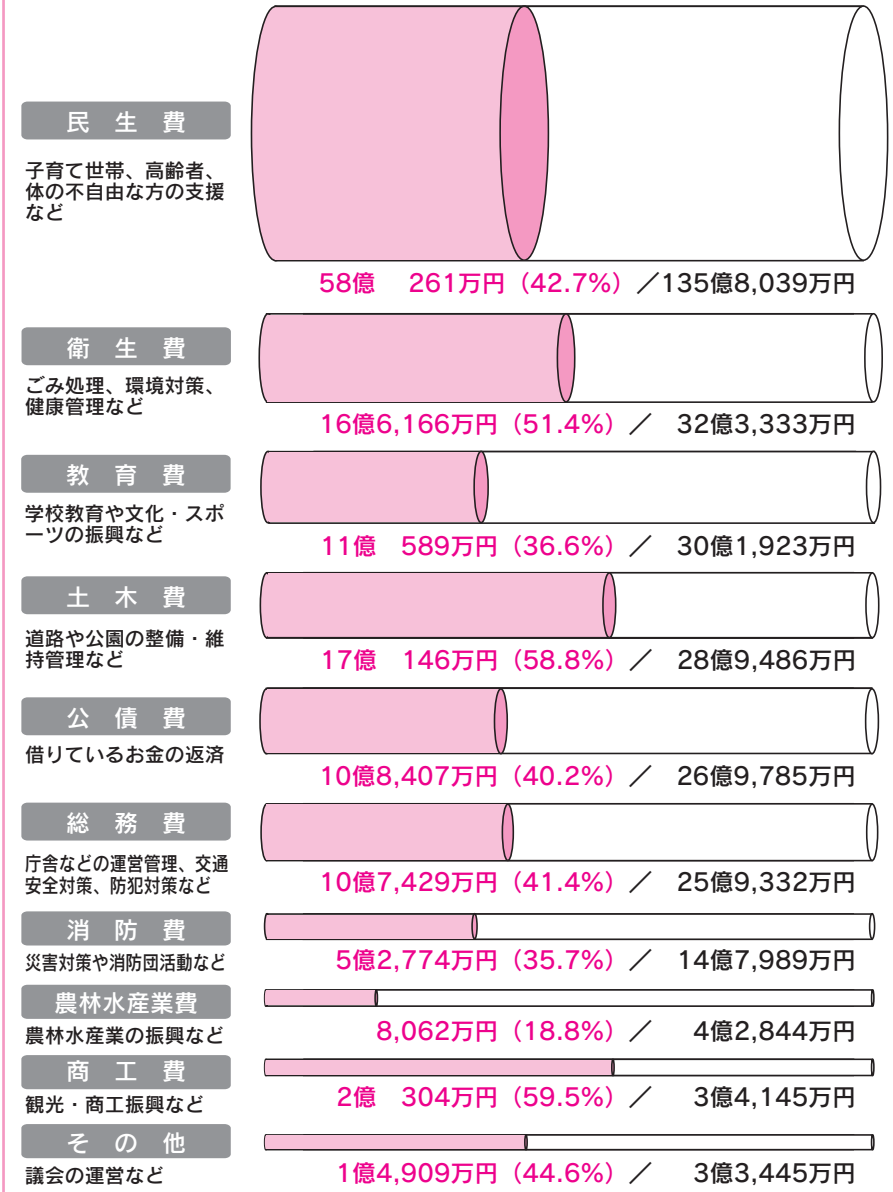 民生費
子育て世帯、高齢者、
体の不自由な方の支援
など
58億 261万円（42.7%）／135億8,039万円
衛生費
ごみ処理、環境対策、
健康管理など
16億6,166万円（51.4%）／ 32億3,333万円
教育費
学校教育や文化・スポ
ーツの振興など
11億 589万円（36.6%）／ 30億1,923万円
土木費
道路や公園の整備・維
持管理など
17億 146万円（58.8%）／ 28億9,486万円
公債費
借りているお金の返済
10億8,407万円（40.2%）／ 26億9,785万円
総務費
庁舎などの運営管理、交通
安全対策、防犯対策など
10億7,429万円（41.4%）／ 25億9,332万円
消防費
災害対策や消防団活動など
5億2,774万円（35.7%）／ 14億7,989万円
農林水産業費
農林水産業の振興など
8,062万円（18.8%）／ 4億2,844万円
商工費
観光・商工振興など
2億 304万円（59.5%）／ 3億4,145万円
その他
議会の運営など
1億4,909万円（44.6%）／ 3億3,445万円